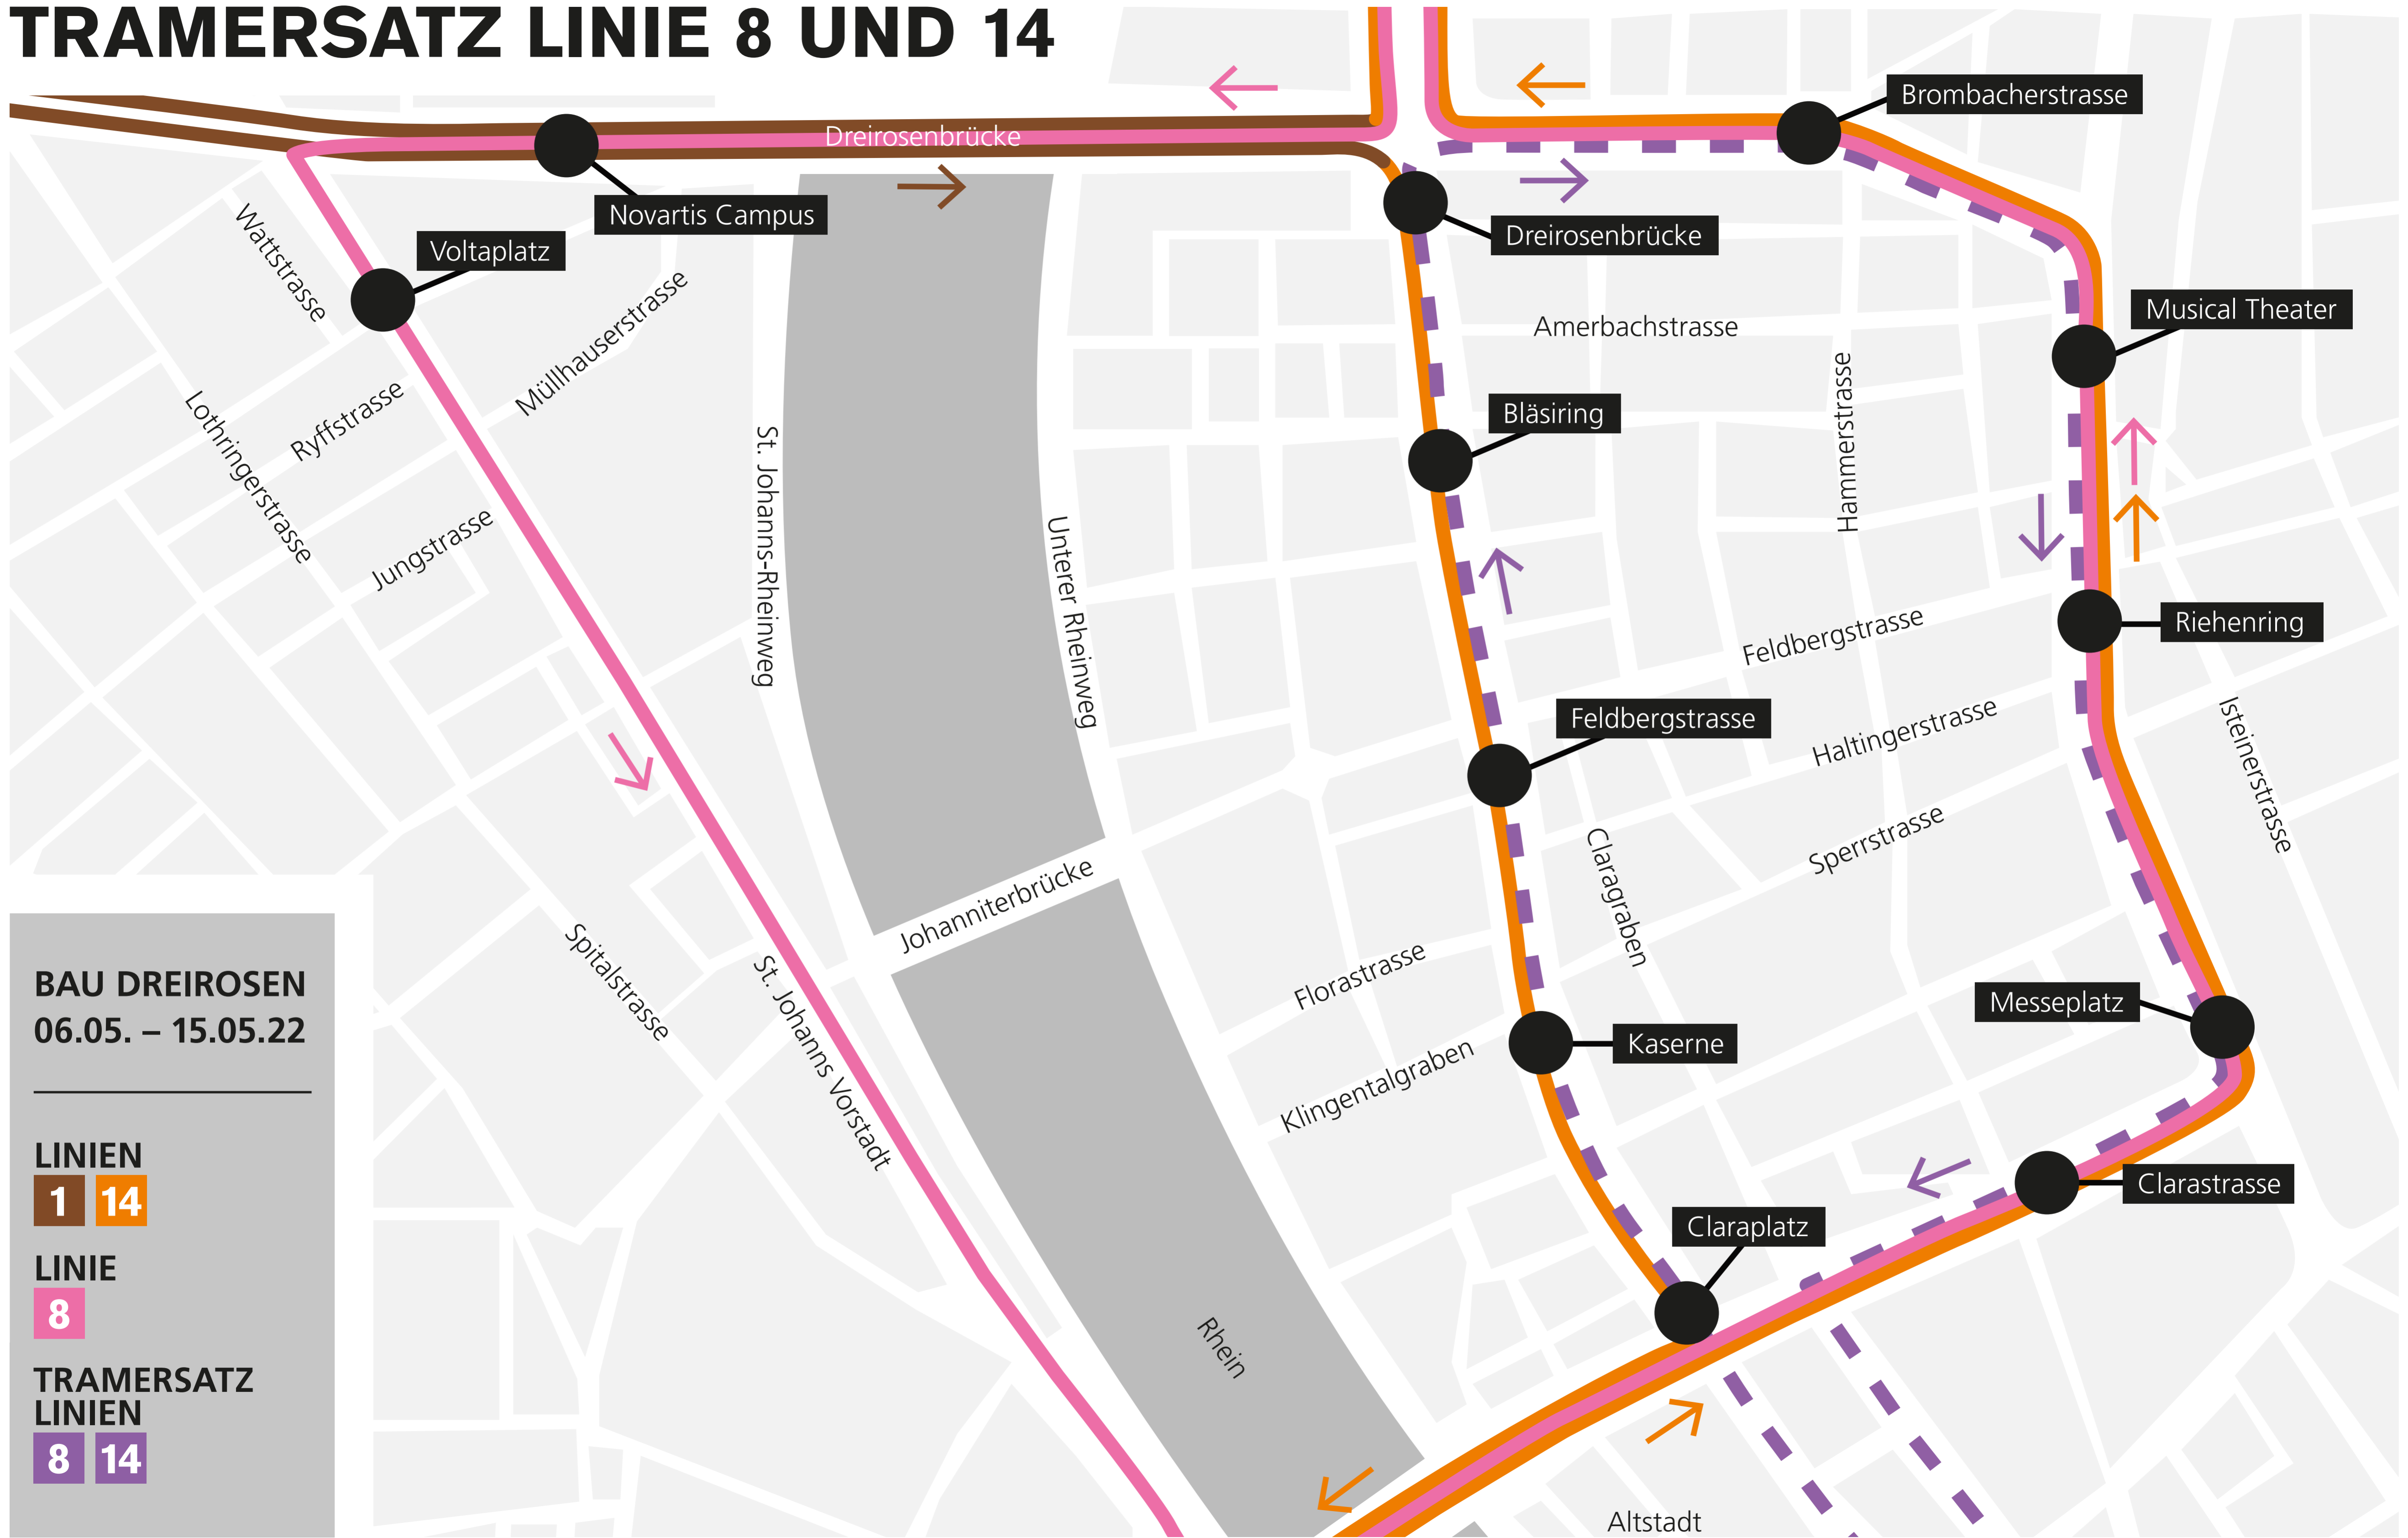 TRAMERSATZ LINIE 8 UND 14
Brombacherstrasse
Dreirosenbrücke
Novartis Campus
Dreirosenbrücke
Voltaplatz
Wattstrasse
Müllhauserstrasse
Musical Theater
Amerbachstrasse
Hammerstrasse
Bläsiring
Ryffstrasse
Lothringerstrasse
Jungstrasse
St. Johanns-Rheinweg
Unterer Rheinweg
Riehenring
Feldbergstrasse
Feldbergstrasse
Haltingerstrasse
Isteinerstrasse
Sperrstrasse
Claragraben
Johanniterbrücke
Spitalstrasse
St. Johanns Vorstadt
Florastrasse
Messeplatz
Kaserne
Klingentalgraben
Clarastrasse
Claraplatz
Rhein
Altstadt
BAU DREIROSEN
06.05. – 15.05.22
LINIEN
1 14
LINIE
8
TRAMERSATZ
LINIEN
8 14